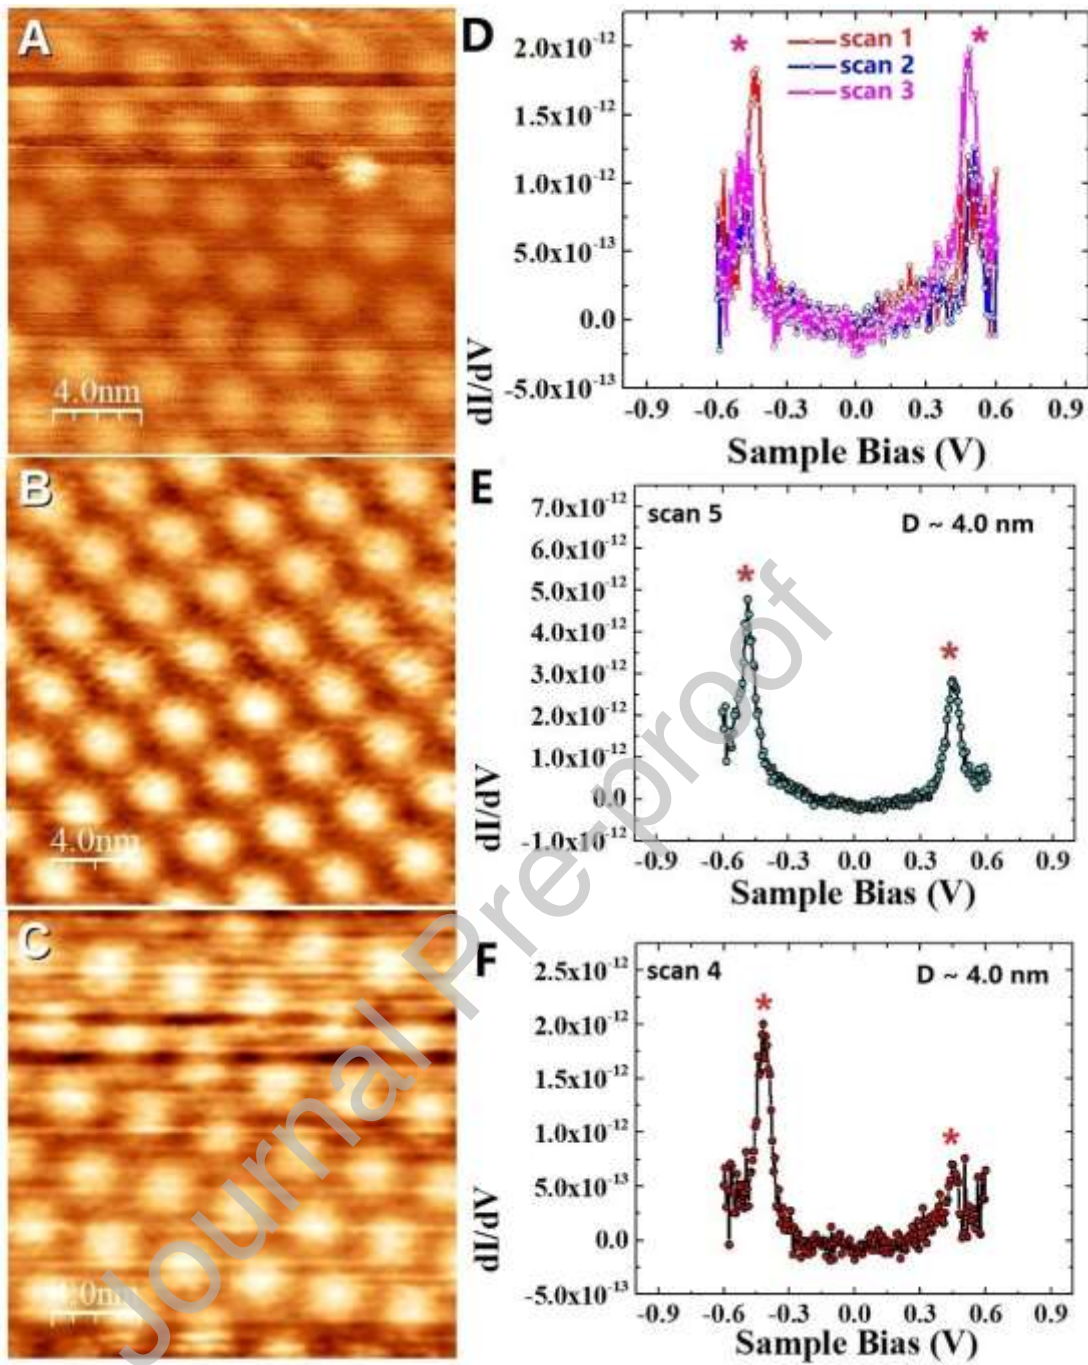 A
4.0nm
B
4.0nm
C
4.0nm
D
scan 1
scan 2
scan 3
*
*
2.0x10⁻¹²
1.5x10⁻¹²
1.0x10⁻¹²
5.0x10⁻¹³
0.0
-5.0x10⁻¹³
dI/dV
-0.9 -0.6 -0.3 0.0 0.3 0.6 0.9
Sample Bias (V)
E
scan 5
D ~ 4.0 nm
*
*
7.0x10⁻¹²
6.0x10⁻¹²
5.0x10⁻¹²
4.0x10⁻¹²
3.0x10⁻¹²
2.0x10⁻¹²
1.0x10⁻¹²
0.0
-1.0x10⁻¹²
dI/dV
-0.9 -0.6 -0.3 0.0 0.3 0.6 0.9
Sample Bias (V)
F
scan 4
D ~ 4.0 nm
*
*
2.5x10⁻¹²
2.0x10⁻¹²
1.5x10⁻¹²
1.0x10⁻¹²
5.0x10⁻¹³
0.0
-5.0x10⁻¹³
dI/dV
-0.9 -0.6 -0.3 0.0 0.3 0.6 0.9
Sample Bias (V)
Journal Pre-proof